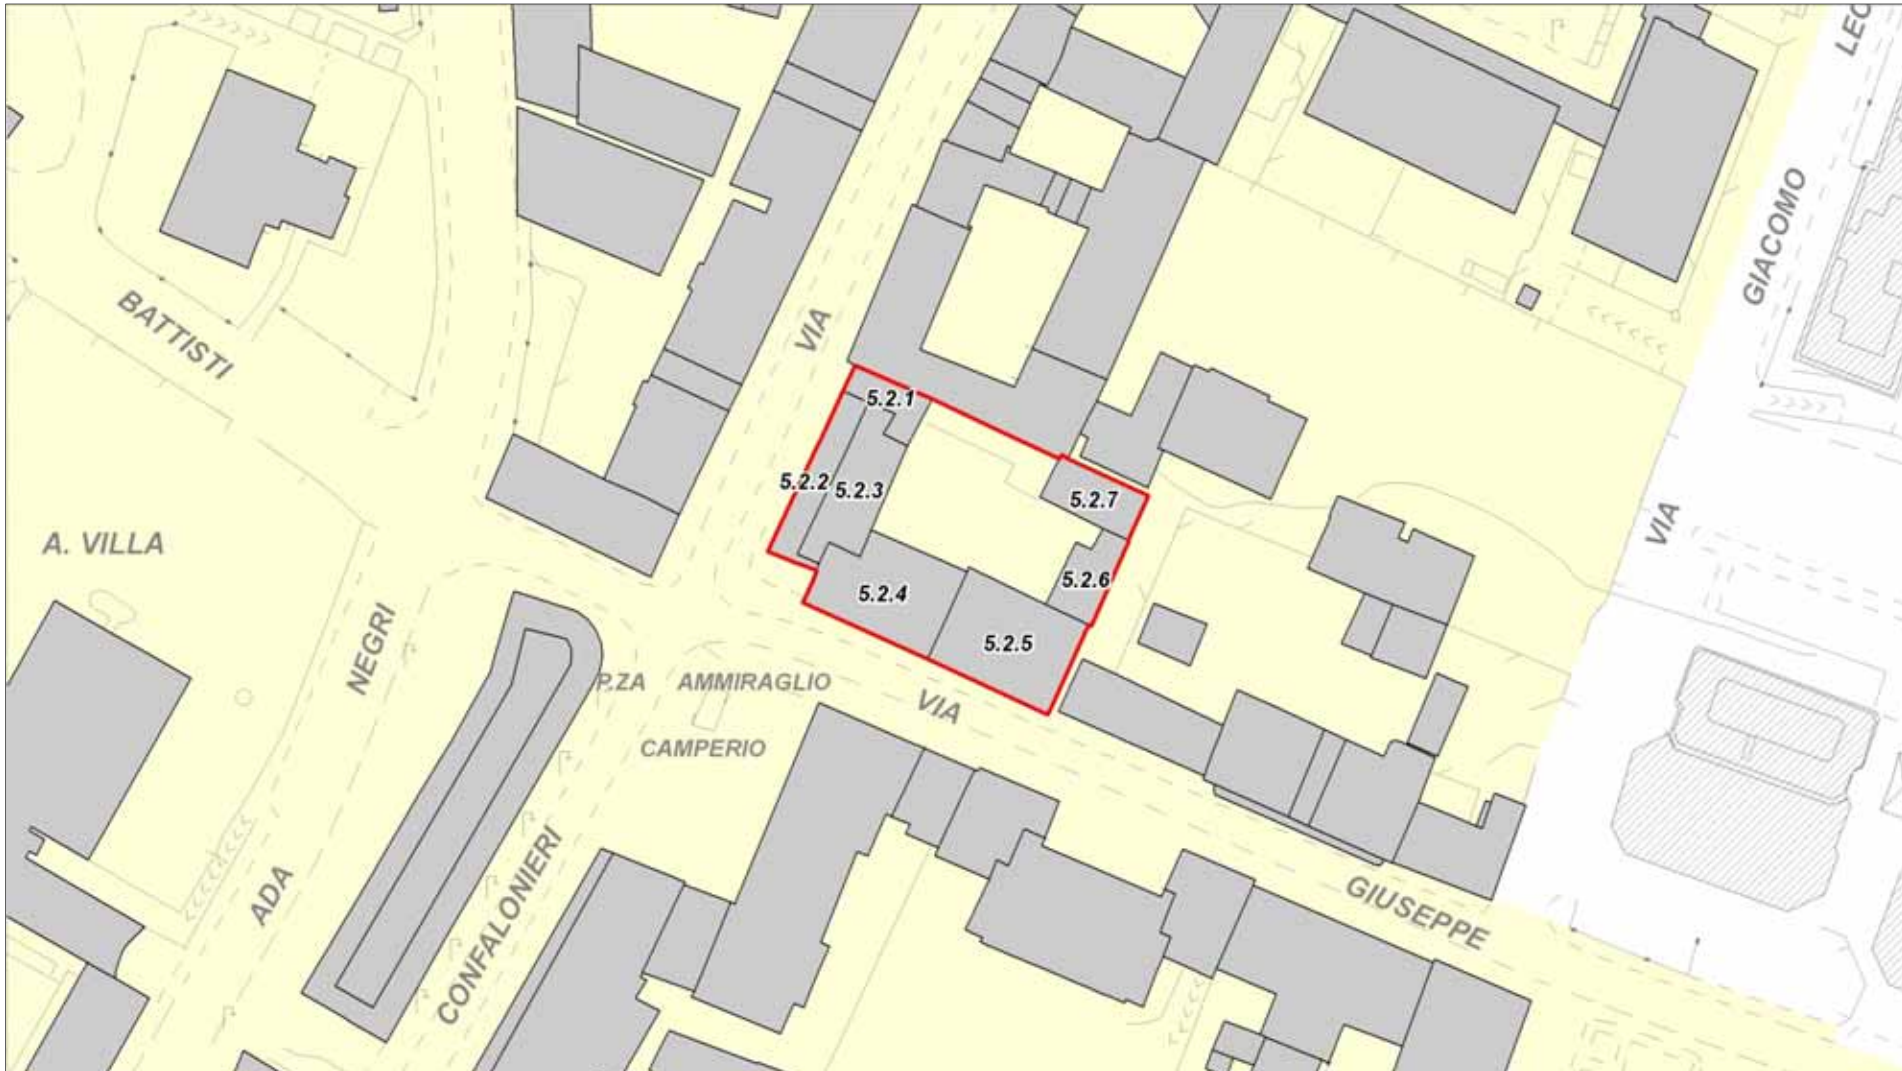 LEO
GIACOMO
VIA
BATTISTI
VIA
5.2.1
5.2.2
5.2.3
5.2.7
5.2.6
5.2.4
5.2.5
A. VILLA
NEGRI
ADA
P.ZA AMMIRAGLIO
CAMPERIO
VIA
GIUSEPPE
CONFALONIERI